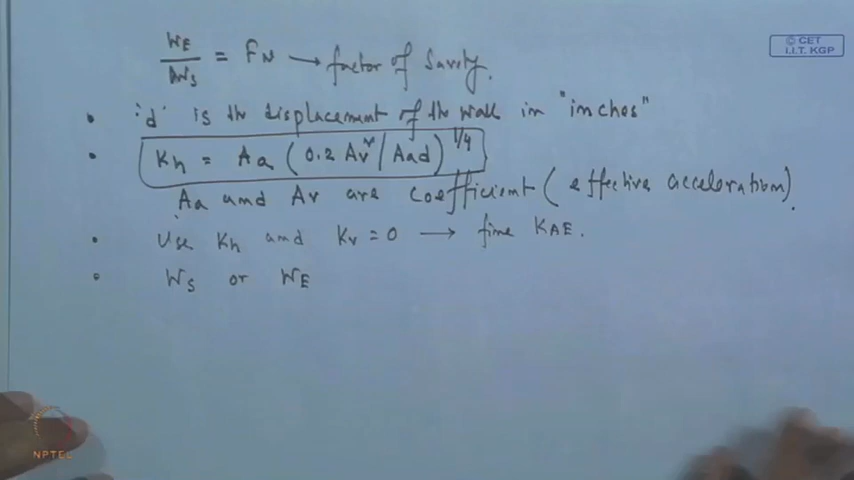 © CET
I.I.T. KGP
WE / WS = FN → factor of Savity.
• 'd' is the displacement of the wall in "inches"
• Kh = Aa (0.2 Av² / Aad)^1/4
Aa and Av are coefficient (effective acceleration).
• Use Kh and Kv = 0 → fine KAE.
• WS or WE
NPTEL